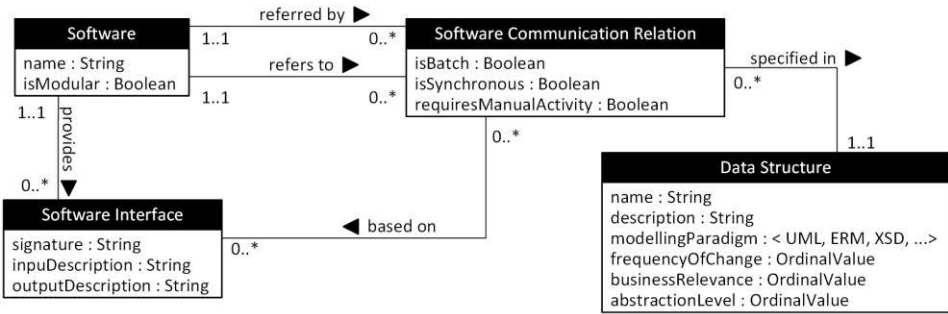 Software
name : String
isModular : Boolean
referred by
1..1
0..*
refers to
1..1
0..*
Software Communication Relation
isBatch : Boolean
isSynchronous : Boolean
requiresManualActivity : Boolean
specified in
0..*
1..1
1..1
provides
0..*
0..*
based on
0..*
Software Interface
signature : String
inpuDescription : String
outputDescription : String
Data Structure
name : String
description : String
modellingParadigm : < UML, ERM, XSD, ...>
frequencyOfChange : OrdinalValue
businessRelevance : OrdinalValue
abstractionLevel : OrdinalValue